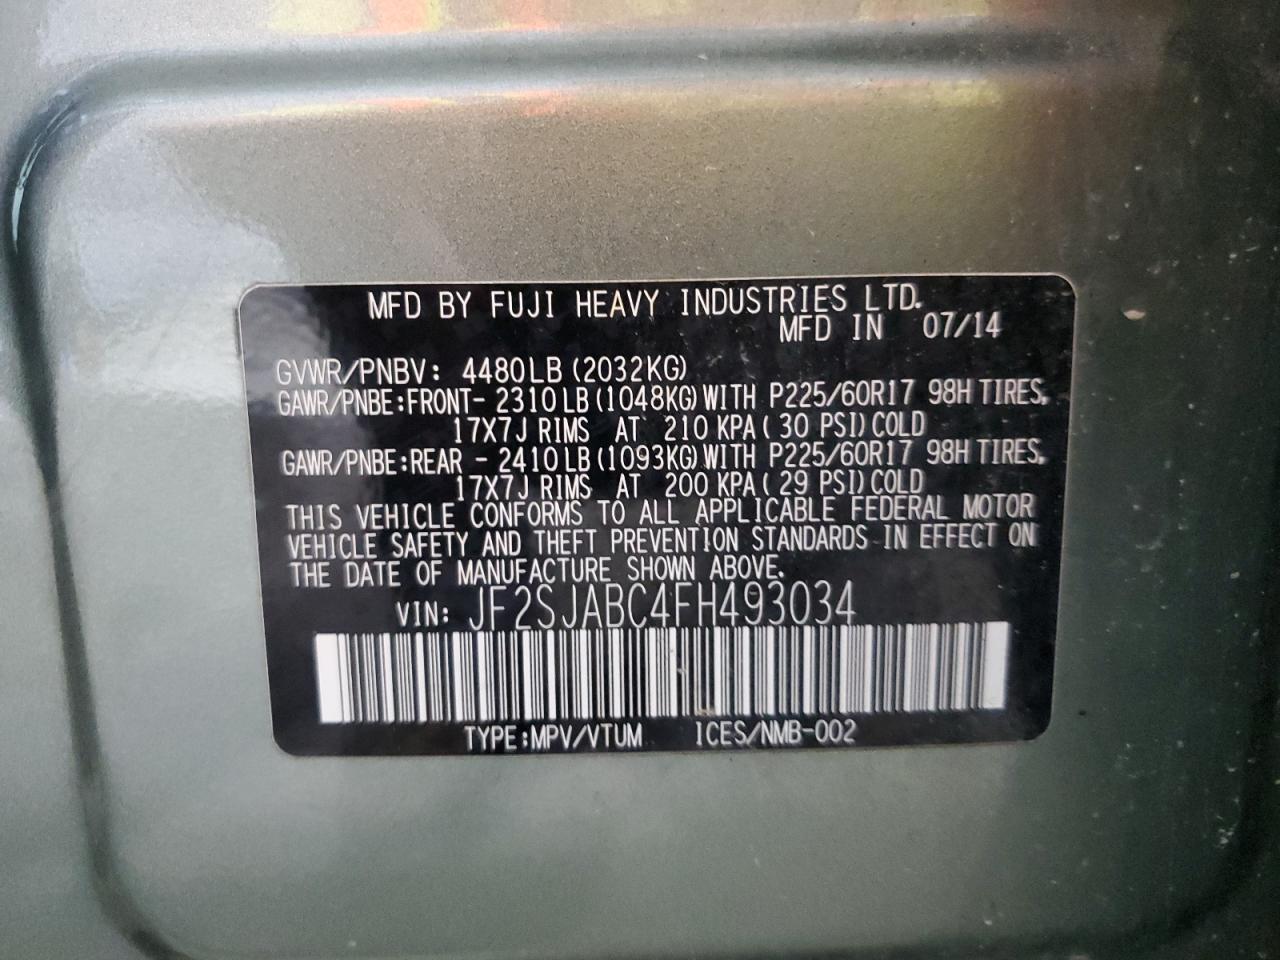 MFD BY FUJI HEAVY INDUSTRIES LTD.
MFD IN 07/14
GVWR/PNBV: 4480LB (2032KG)
GAWR/PNBE:FRONT- 2310LB (1048KG) WITH P225/60R17 98H TIRES,
17X7J RIMS AT 210 KPA ( 30 PSI) COLD
GAWR/PNBE:REAR - 2410LB (1093KG) WITH P225/60R17 98H TIRES,
17X7J RIMS AT 200 KPA ( 29 PSI) COLD
THIS VEHICLE CONFORMS TO ALL APPLICABLE FEDERAL MOTOR
VEHICLE SAFETY AND THEFT PREVENTION STANDARDS IN EFFECT ON
THE DATE OF MANUFACTURE SHOWN ABOVE.
VIN: JF2SJABC4FH493034
TYPE:MPV/VTUM ICES/NMB-002